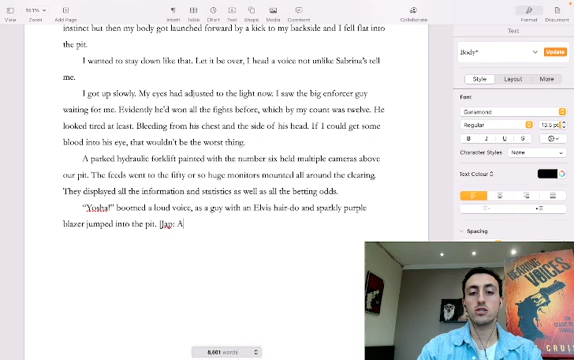 101%
View
Zoom
Add Page
Insert
Table
Chart
Text
Shape
Media
Comment
Collaborate
Format
Document
instinct but then my body got launched forward by a kick to my backside and I fell flat into
the pit.
I wanted to stay down like that. Let it be over, I head a voice not unlike Sabrina's tell
me.
I got up slowly. My eyes had adjusted to the light now. I saw the big enforcer guy
waiting for me. Evidently he'd won all the fights before, which by my count was twelve. He
looked tired at least. Bleeding from his chest and the side of his head. If I could get some
blood into his eye, that wouldn't be the worst thing.
A parked hydraulic forklift painted with the number six held multiple cameras above
our pit. The feeds went to the fifty or so huge monitors mounted all around the clearing.
They displayed all the information and statistics as well as all the betting odds.
"Yosha!" boomed a loud voice, as a guy with an Elvis hair-do and sparkly purple
blazer jumped into the pit. [Jap: A
8,601 words
Text
Body*
Update
Style
Layout
More
Font
Garamond
Regular
13.5 pt
B I U S
Character Styles
None
Text Colour
Spacing
HEARING
VOICES
CRUIS